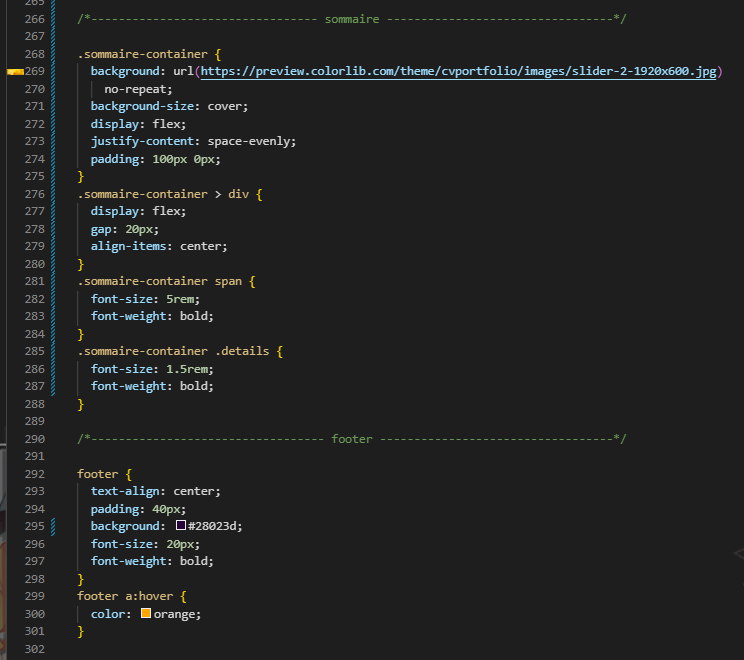 265
266 /*--------------------------------- sommaire ---------------------------------*/
267
268 .sommaire-container {
269 background: url(https://preview.colorlib.com/theme/cvportfolio/images/slider-2-1920x600.jpg)
270 no-repeat;
271 background-size: cover;
272 display: flex;
273 justify-content: space-evenly;
274 padding: 100px 0px;
275 }
276 .sommaire-container > div {
277 display: flex;
278 gap: 20px;
279 align-items: center;
280 }
281 .sommaire-container span {
282 font-size: 5rem;
283 font-weight: bold;
284 }
285 .sommaire-container .details {
286 font-size: 1.5rem;
287 font-weight: bold;
288 }
289
290 /*---------------------------------- footer ----------------------------------*/
291
292 footer {
293 text-align: center;
294 padding: 40px;
295 background: #28023d;
296 font-size: 20px;
297 font-weight: bold;
298 }
299 footer a:hover {
300 color: orange;
301 }
302